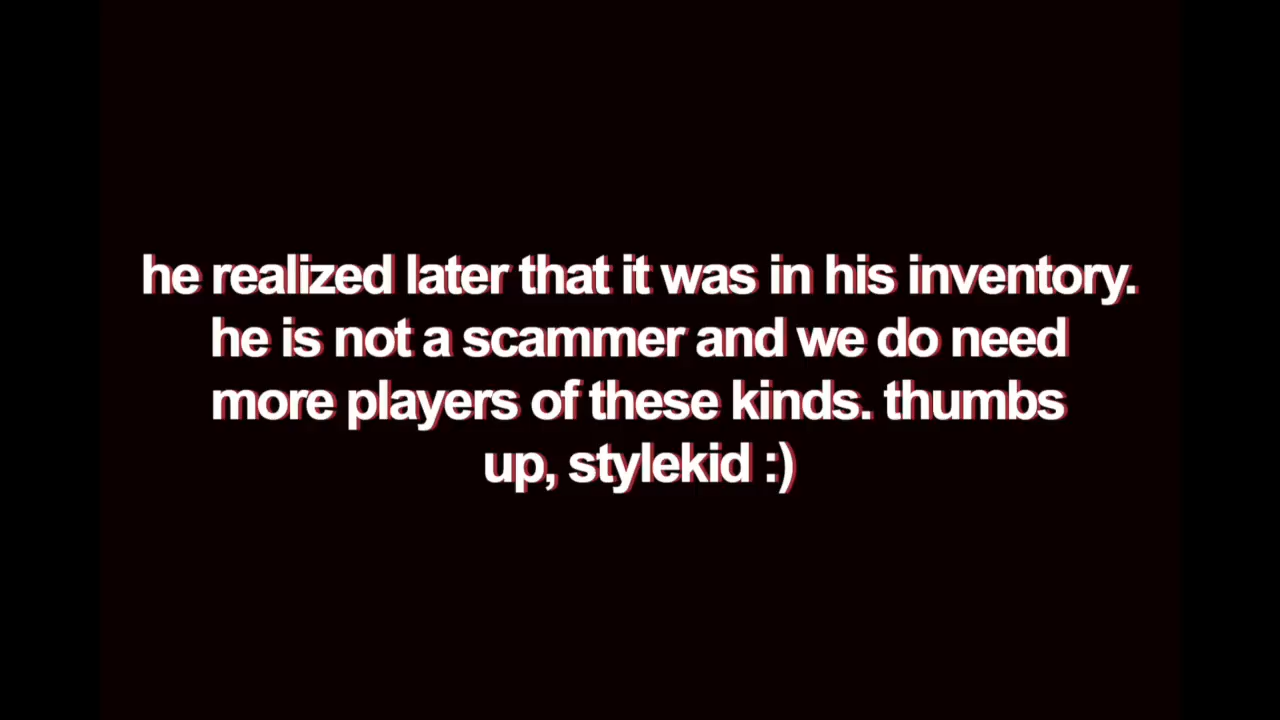 he realized later that it was in his inventory.
he is not a scammer and we do need
more players of these kinds. thumbs
up, stylekid :)